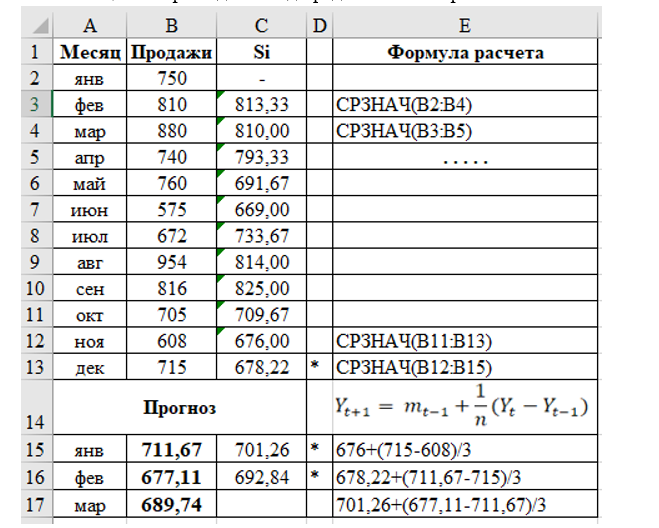 A B C D E
1 Месяц Продажи Si Формула расчета
2 янв 750 -
3 фев 810 813,33 СРЗНАЧ(B2:B4)
4 мар 880 810,00 СРЗНАЧ(B3:B5)
5 апр 740 793,33 .....
6 май 760 691,67
7 июн 575 669,00
8 июл 672 733,67
9 авг 954 814,00
10 сен 816 825,00
11 окт 705 709,67
12 ноя 608 676,00 СРЗНАЧ(B11:B13)
13 дек 715 678,22 * СРЗНАЧ(B12:B15)
14 Прогноз Yₜ₊₁ = mₜ₋₁ + 1/n (Yₜ − Yₜ₋₁)
15 янв 711,67 701,26 * 676+(715-608)/3
16 фев 677,11 692,84 * 678,22+(711,67-715)/3
17 мар 689,74 701,26+(677,11-711,67)/3